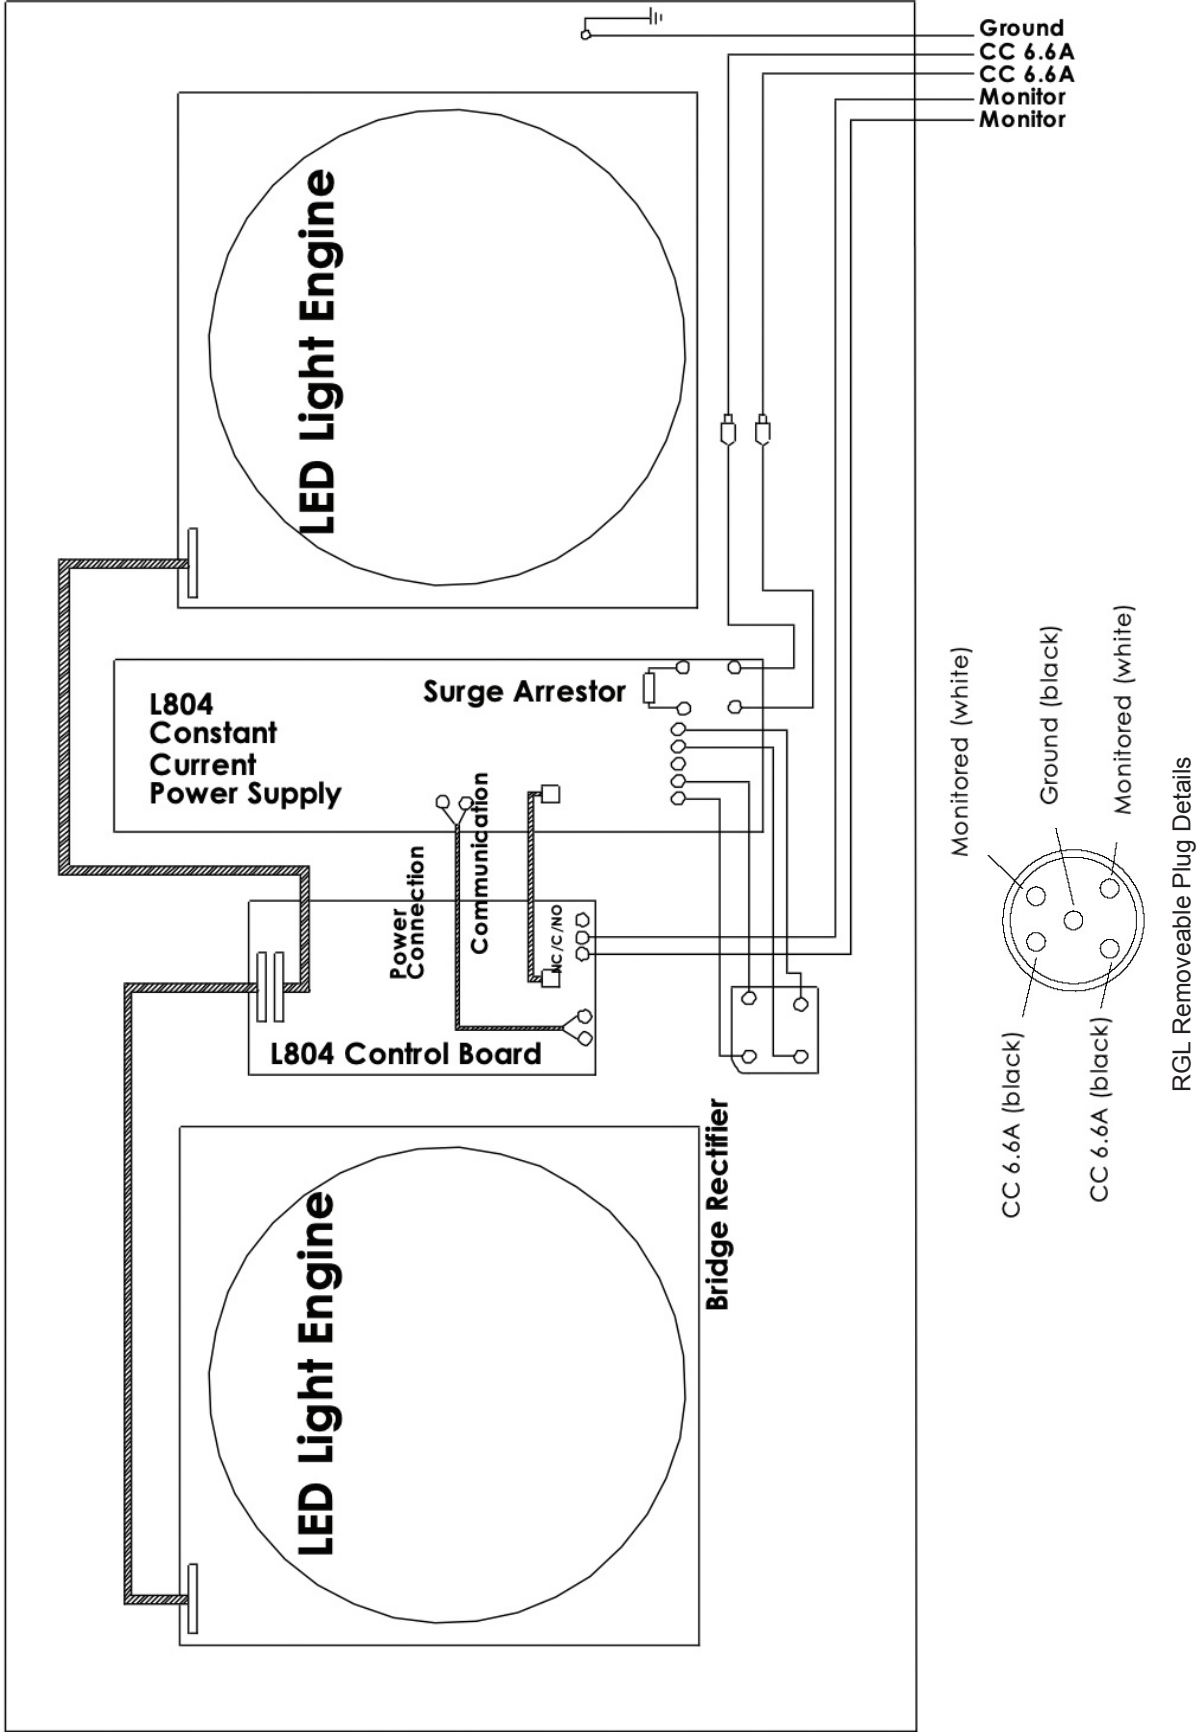 Ground
CC 6.6A
CC 6.6A
Monitor
Monitor
LED Light Engine
L804
Constant
Current
Power Supply
Surge Arrestor
Power
Connection
Communication
NC/C/NO
L804 Control Board
Bridge Rectifier
LED Light Engine
Monitored (white)
Ground (black)
Monitored (white)
CC 6.6A (black)
CC 6.6A (black)
RGL Removeable Plug Details